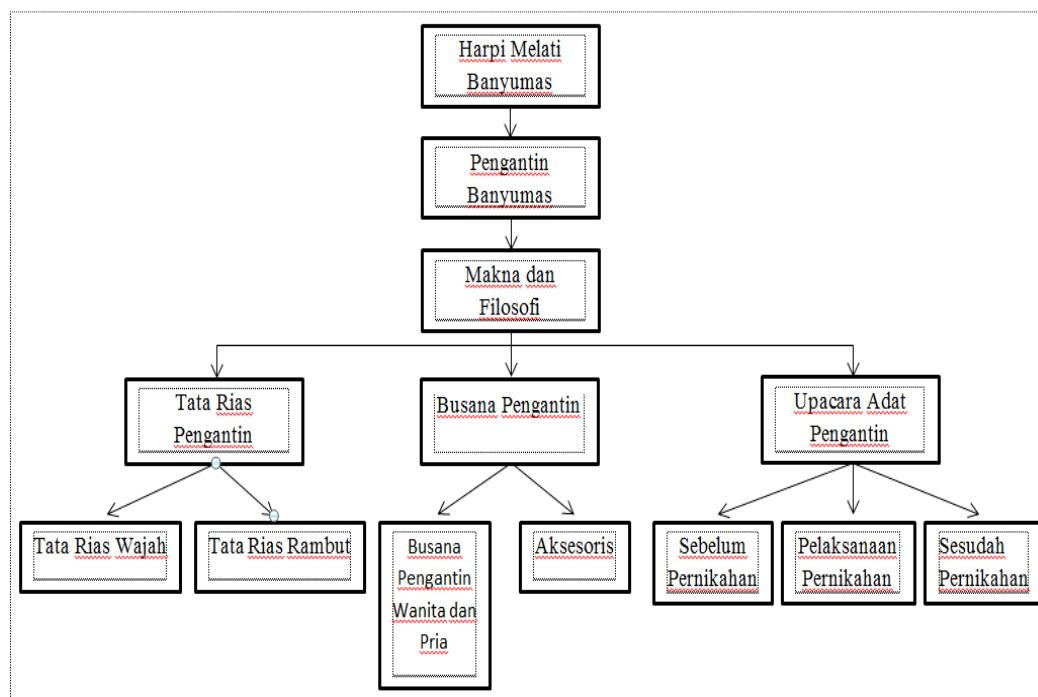 Harpi Melati
Banyumas
Pengantin
Banyumas
Makna dan
Filosofi
Tata Rias
Pengantin
Busana Pengantin
Upacara Adat
Pengantin
Tata Rias Wajah
Tata Rias Rambut
Busana
Pengantin
Wanita dan
Pria
Aksesoris
Sebelum
Pernikahan
Pelaksanaan
Pernikahan
Sesudah
Pernikahan